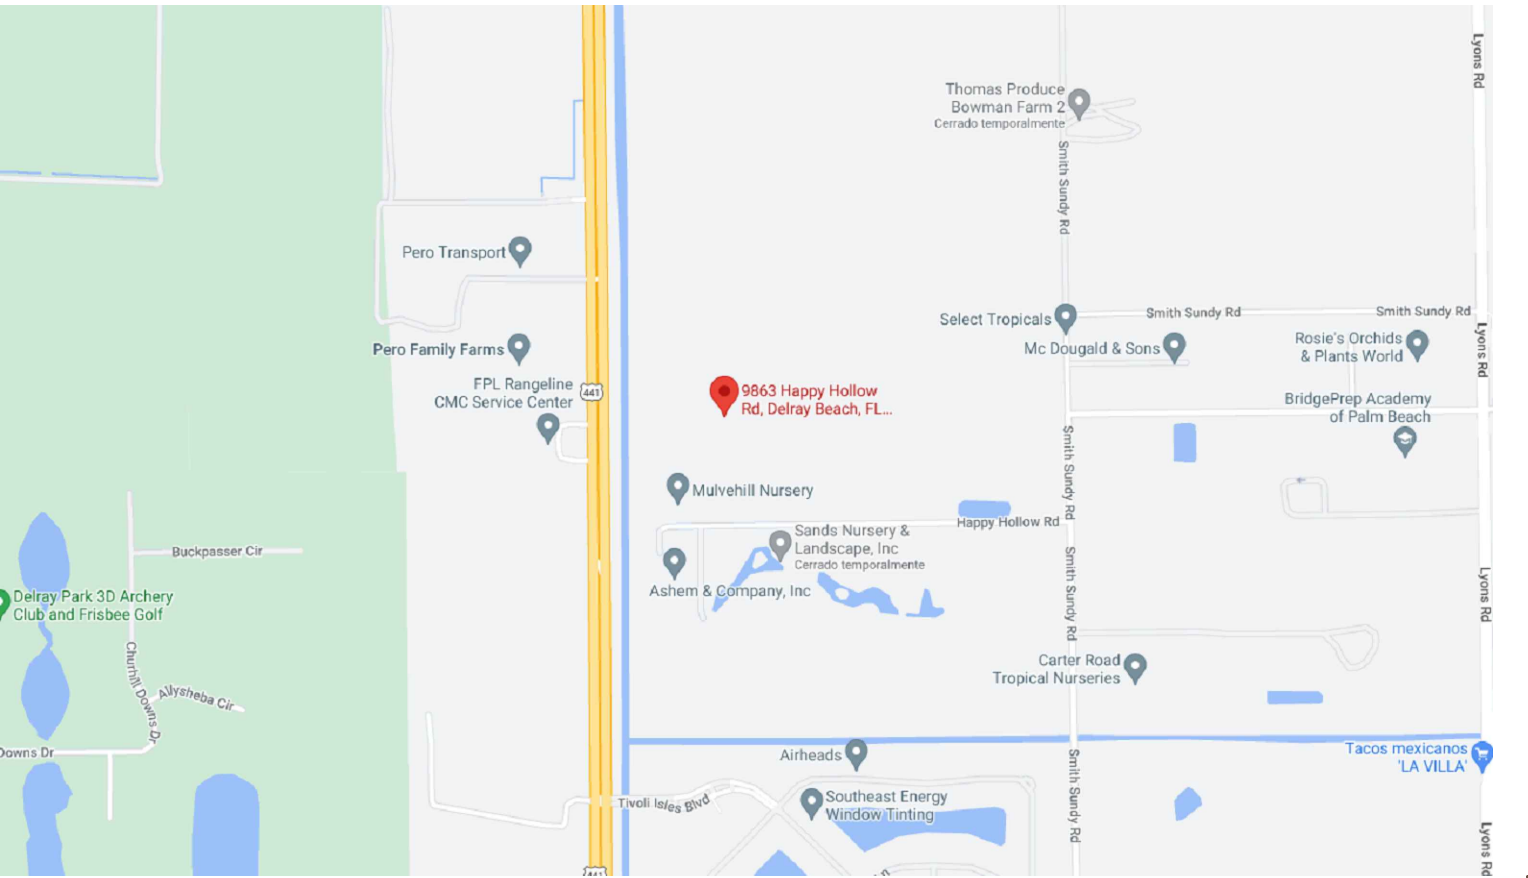 Lyons Rd
Thomas Produce
Bowman Farm 2
Cerrado temporalmente
Smith Sundy Rd
Pero Transport
Select Tropicals
Smith Sundy Rd
Smith Sundy Rd
Pero Family Farms
Mc Dougald & Sons
Rosie's Orchids
& Plants World
Lyons Rd
FPL Rangeline
CMC Service Center
441
9863 Happy Hollow
Rd, Delray Beach, FL...
BridgePrep Academy
of Palm Beach
Smith Sundy Rd
Mulvehill Nursery
Happy Hollow Rd
Sands Nursery &
Landscape, Inc
Cerrado temporalmente
Buckpasser Cir
Ashem & Company, Inc
Smith Sundy Rd
Lyons Rd
Delray Park 3D Archery
Club and Frisbee Golf
Churhill Downs Dr
Allysheba Cir
Carter Road
Tropical Nurseries
Downs Dr
Airheads
Smith Sundy Rd
Tacos mexicanos
'LA VILLA'
Tivoli Isles Blvd
Southeast Energy
Window Tinting
Lyons Rd
441